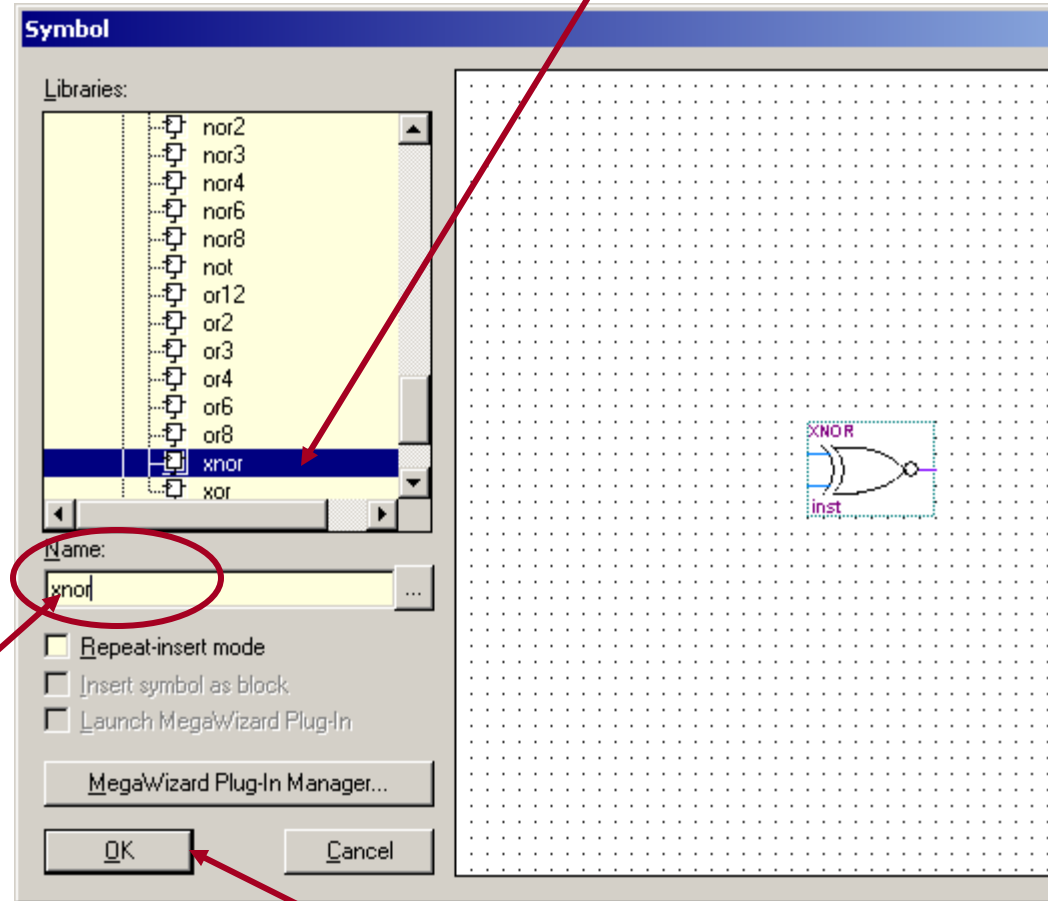 Symbol
Libraries:
nor2
nor3
nor4
nor6
nor8
not
or12
or2
or3
or4
or6
or8
xnor
xor
Name:
xnor
...
Repeat-insert mode
Insert symbol as block
Launch MegaWizard Plug-In
MegaWizard Plug-In Manager...
OK Cancel
XNOR
inst